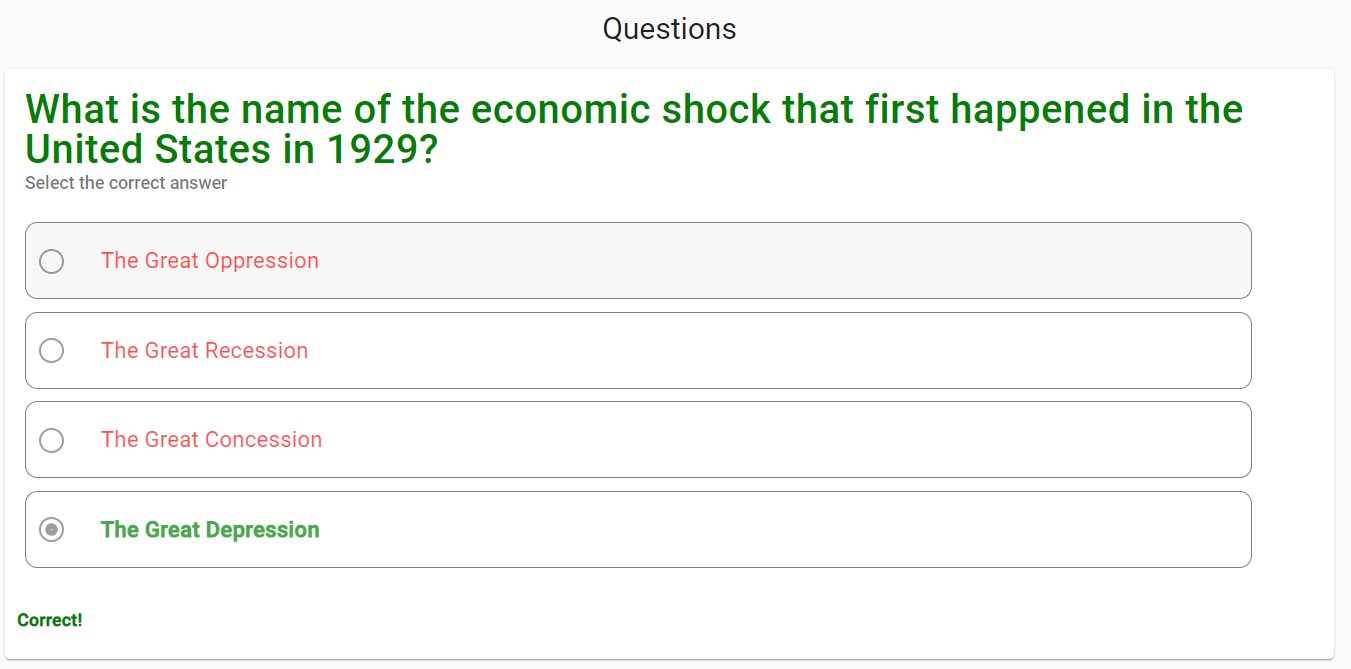 Questions
What is the name of the economic shock that first happened in the
United States in 1929?
Select the correct answer
The Great Oppression
The Great Recession
The Great Concession
The Great Depression
Correct!